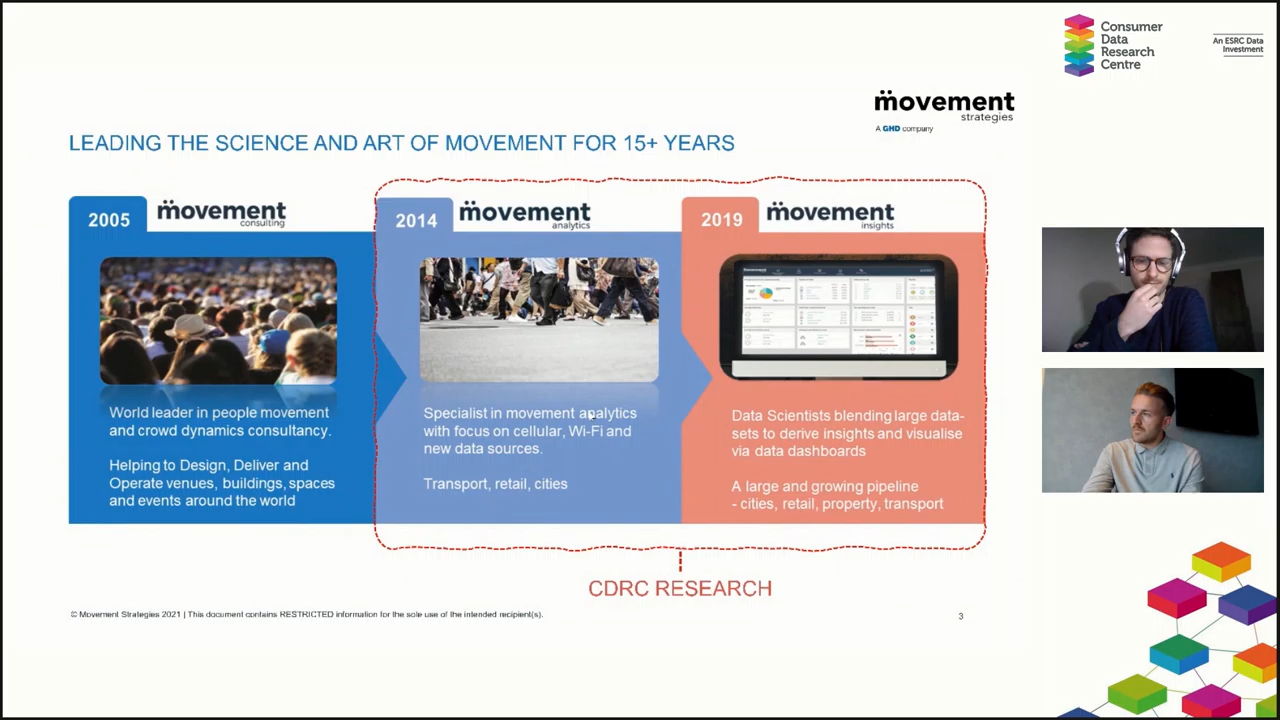 Consumer
Data
Research
Centre
An ESRC Data
Investment
movement
strategies
A GHD company
LEADING THE SCIENCE AND ART OF MOVEMENT FOR 15+ YEARS
2005
movement
consulting
2014
movement
analytics
2019
movement
insights
World leader in people movement
and crowd dynamics consultancy.
Helping to Design, Deliver and
Operate venues, buildings, spaces
and events around the world
Specialist in movement analytics
with focus on cellular, Wi-Fi and
new data sources.
Transport, retail, cities
Data Scientists blending large data-
sets to derive insights and visualise
via data dashboards
A large and growing pipeline
- cities, retail, property, transport
CDRC RESEARCH
© Movement Strategies 2021 | This document contains RESTRICTED information for the sole use of the intended recipient(s).
3